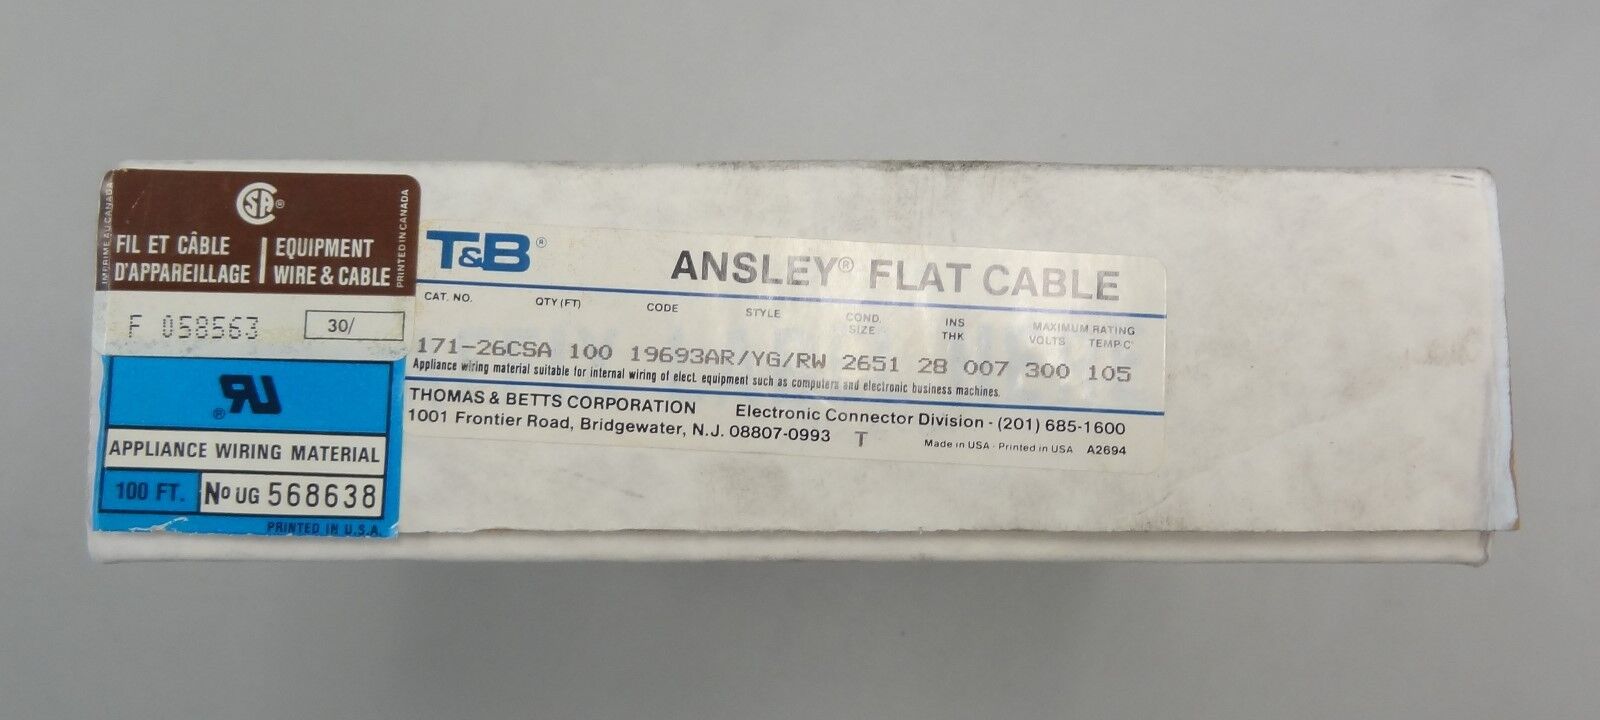 CSA®
IMPRIMÉ AU CANADA
FIL ET CÂBLE
D'APPAREILLAGE
EQUIPMENT
WIRE & CABLE
PRINTED IN CANADA
F 058563
30/
RU®
APPLIANCE WIRING MATERIAL
100 FT. No UG 568638
PRINTED IN U.S.A.
T&B® ANSLEY® FLAT CABLE
CAT. NO. QTY (FT) CODE STYLE COND. SIZE INS THK MAXIMUM RATING VOLTS TEMP·C
171-26CSA 100 19693AR/YG/RW 2651 28 007 300 105
Appliance wiring material suitable for internal wiring of elect. equipment such as computers and electronic business machines.
THOMAS & BETTS CORPORATION Electronic Connector Division - (201) 685-1600
1001 Frontier Road, Bridgewater, N.J. 08807-0993 T Made in USA · Printed in USA A2694